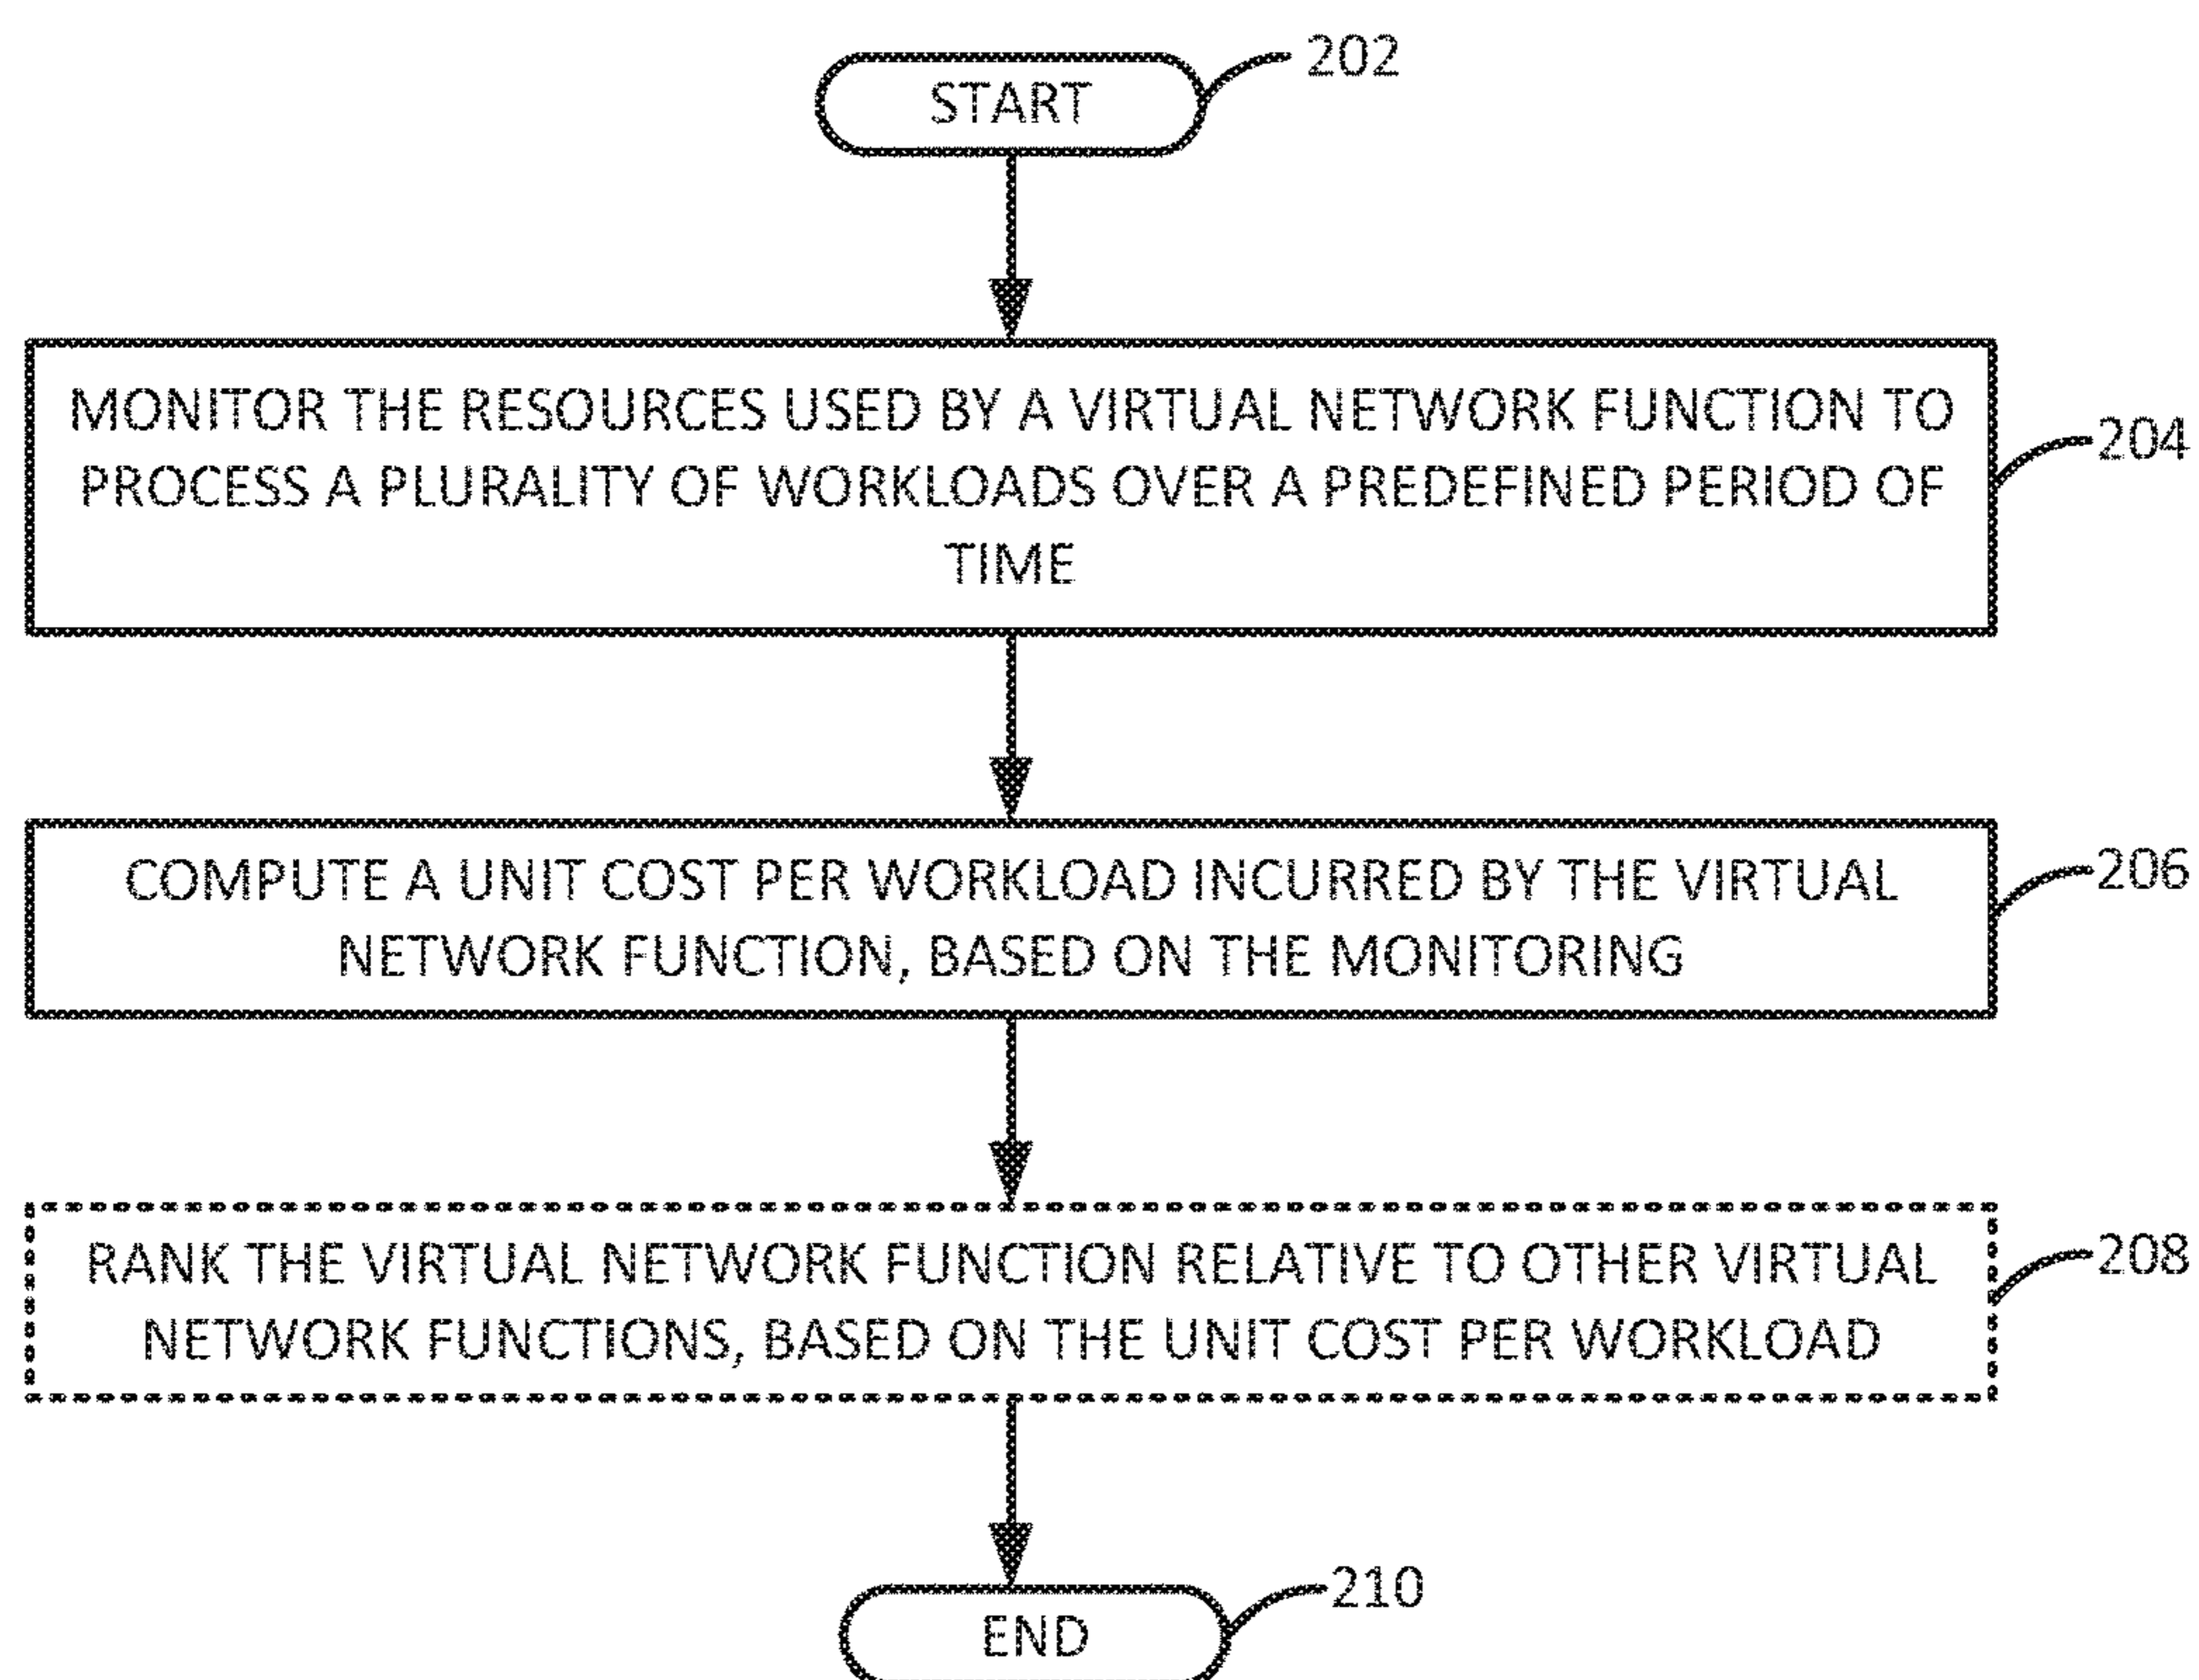 202
START
MONITOR THE RESOURCES USED BY A VIRTUAL NETWORK FUNCTION TO
PROCESS A PLURALITY OF WORKLOADS OVER A PREDEFINED PERIOD OF
TIME
204
COMPUTE A UNIT COST PER WORKLOAD INCURRED BY THE VIRTUAL
NETWORK FUNCTION, BASED ON THE MONITORING
206
RANK THE VIRTUAL NETWORK FUNCTION RELATIVE TO OTHER VIRTUAL
NETWORK FUNCTIONS, BASED ON THE UNIT COST PER WORKLOAD
208
210
END